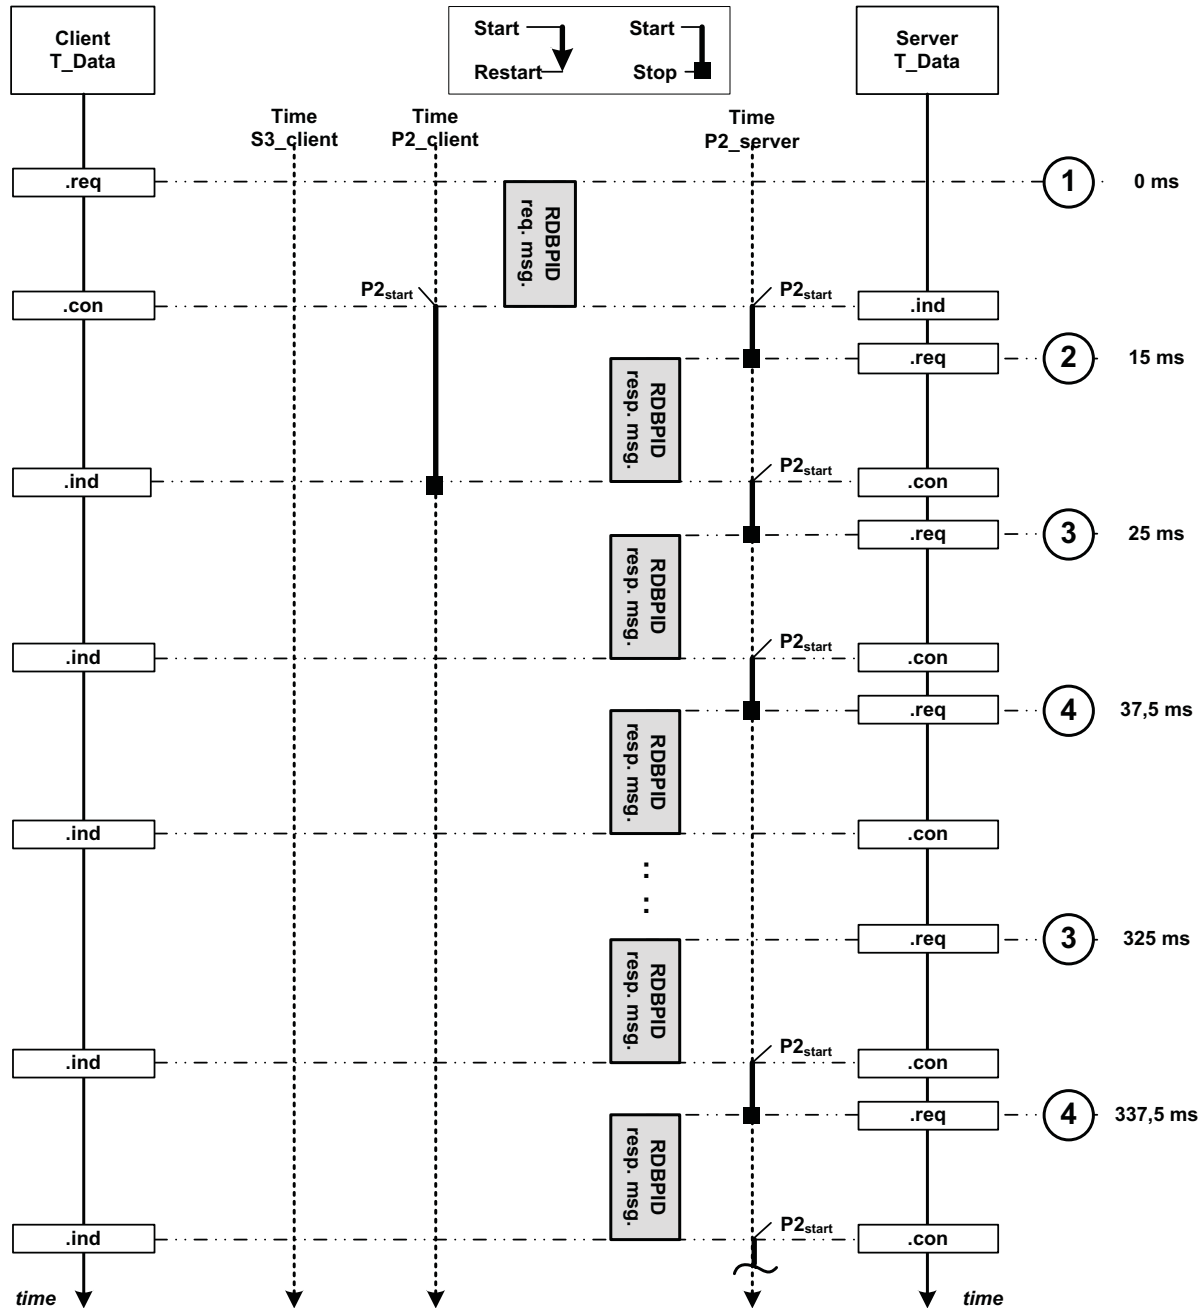 Client
T_Data
Start
Restart
Start
Stop
Server
T_Data
Time
S3_client
Time
P2_client
Time
P2_server
.req
1
0 ms
RDBPID
req. msg.
.con
P2start
P2start
.ind
.req
2
15 ms
RDBPID
resp. msg.
.ind
P2start
.con
.req
3
25 ms
RDBPID
resp. msg.
.ind
P2start
.con
.req
4
37,5 ms
RDBPID
resp. msg.
.ind
.con
: :
.req
3
325 ms
RDBPID
resp. msg.
.ind
P2start
.con
.req
4
337,5 ms
RDBPID
resp. msg.
.ind
P2start
.con
time
time